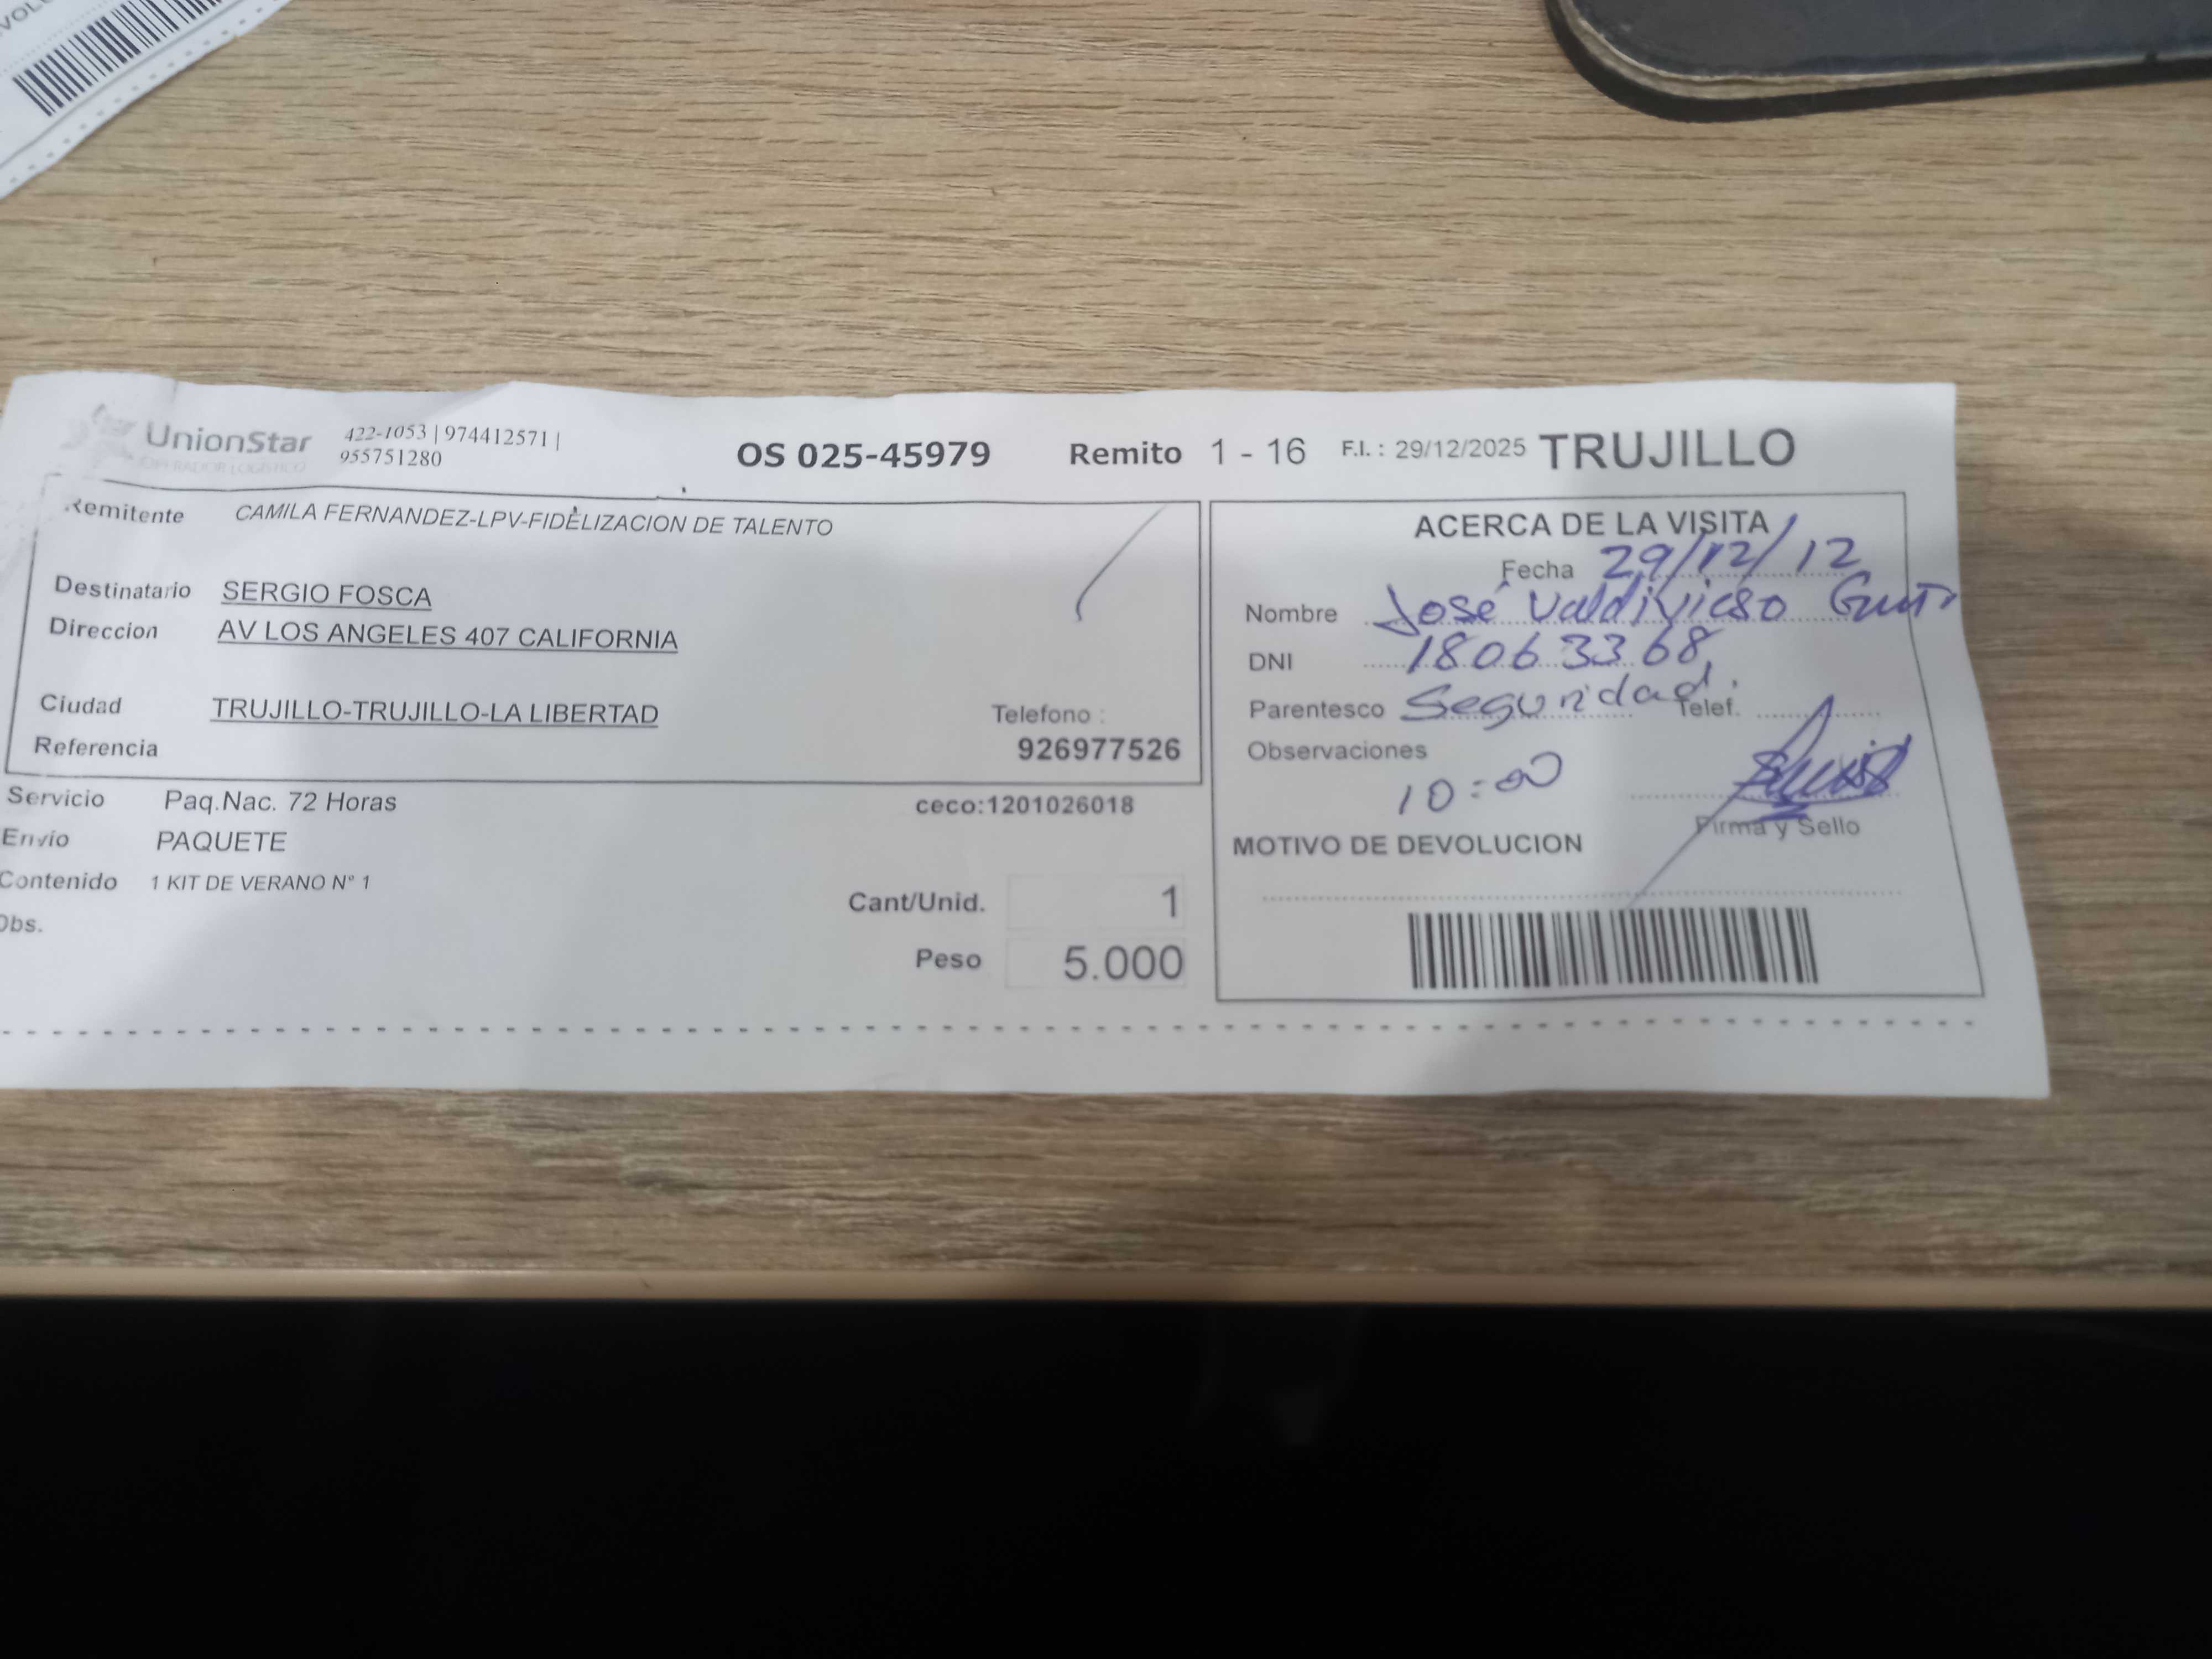 UnionStar
OPERADOR LOGISTICO
422-1053 | 974412571 |
955751280
OS 025-45979
Remito 1 - 16
F.I. : 29/12/2025
TRUJILLO
Remitente CAMILA FERNANDEZ-LPV-FIDELIZACION DE TALENTO
Destinatario SERGIO FOSCA
Direccion AV LOS ANGELES 407 CALIFORNIA
Ciudad TRUJILLO-TRUJILLO-LA LIBERTAD
Telefono :
Referencia
926977526
Servicio Paq.Nac. 72 Horas
ceco:1201026018
Envio PAQUETE
Contenido 1 KIT DE VERANO N° 1
Cant/Unid. 1
Obs.
Peso 5.000
ACERCA DE LA VISITA
Fecha 29/12/12
Nombre José Valdivieso
DNI 18063368
Parentesco Seguridad. Telef.
Observaciones
10:00
Firma y Sello
MOTIVO DE DEVOLUCION